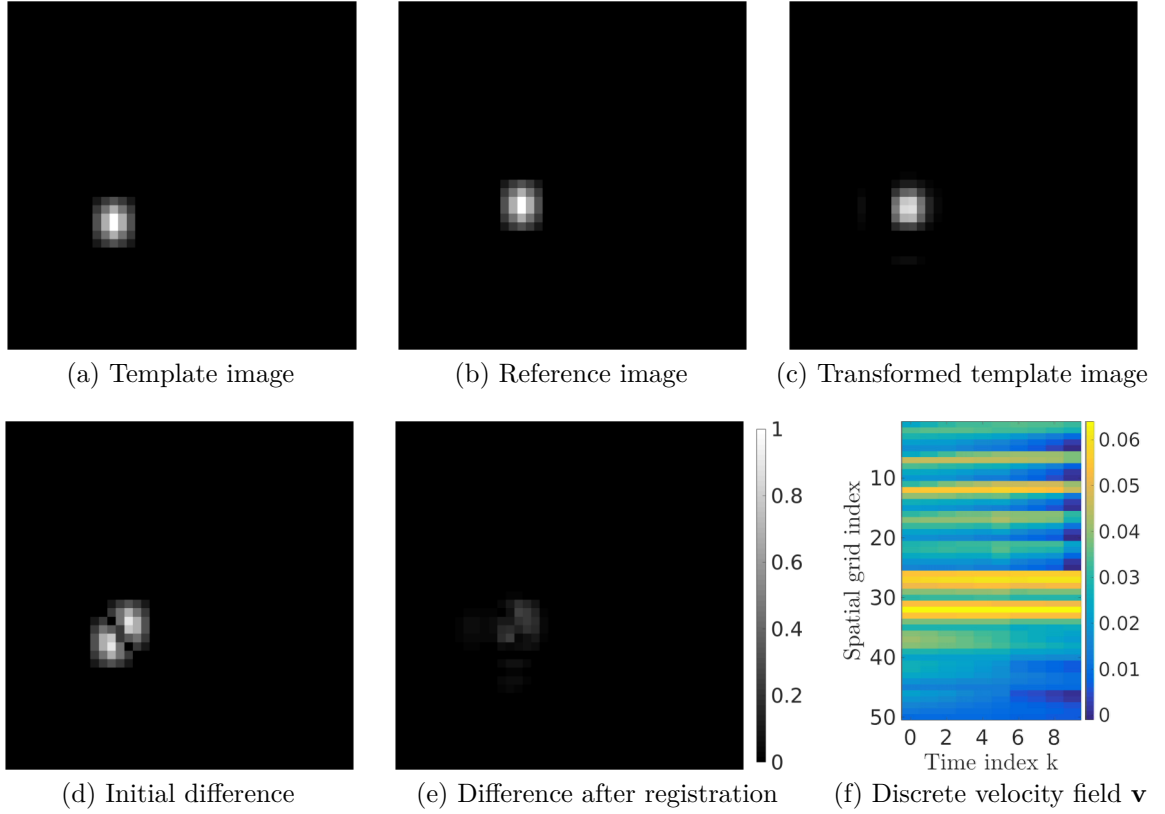 (a) Template image
(b) Reference image
(c) Transformed template image
1
0.8
0.6
0.4
0.2
0
Spatial grid index
10
20
30
40
50
0 2 4 6 8
Time index k
0.06
0.05
0.04
0.03
0.02
0.01
0
(d) Initial difference
(e) Difference after registration
(f) Discrete velocity field v